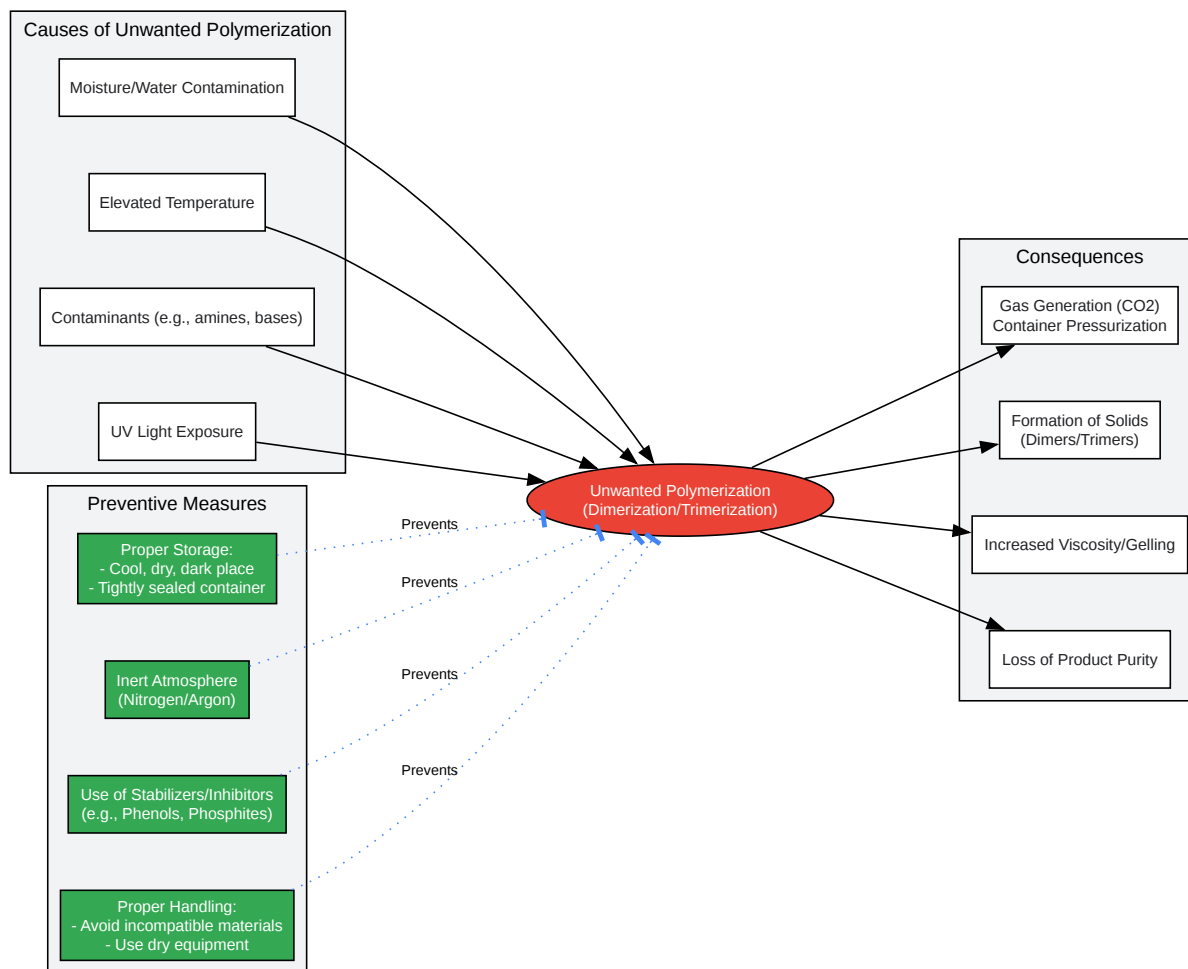 Causes of Unwanted Polymerization
Moisture/Water Contamination
Elevated Temperature
Contaminants (e.g., amines, bases)
UV Light Exposure
Preventive Measures
Proper Storage:
- Cool, dry, dark place
- Tightly sealed container
Inert Atmosphere
(Nitrogen/Argon)
Use of Stabilizers/Inhibitors
(e.g., Phenols, Phosphites)
Proper Handling:
- Avoid incompatible materials
- Use dry equipment
Prevents
Prevents
Prevents
Prevents
Unwanted Polymerization
(Dimerization/Trimerization)
Consequences
Gas Generation (CO2)
Container Pressurization
Formation of Solids
(Dimers/Trimers)
Increased Viscosity/Gelling
Loss of Product Purity